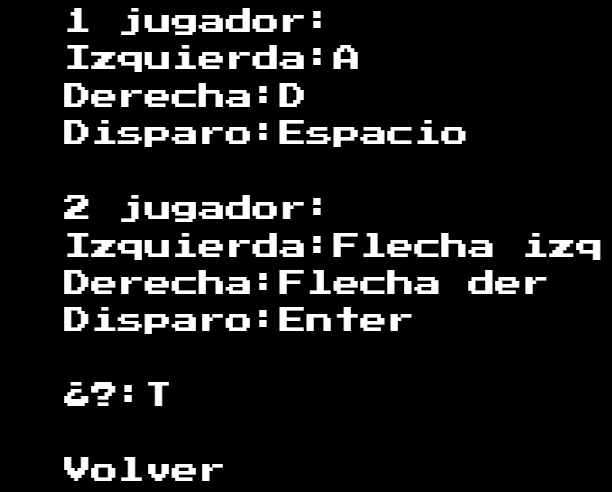 1 jugador:
Izquierda:A
Derecha:D
Disparo:Espacio
2 jugador:
Izquierda:Flecha izq
Derecha:Flecha der
Disparo:Enter
¿?:T
Volver